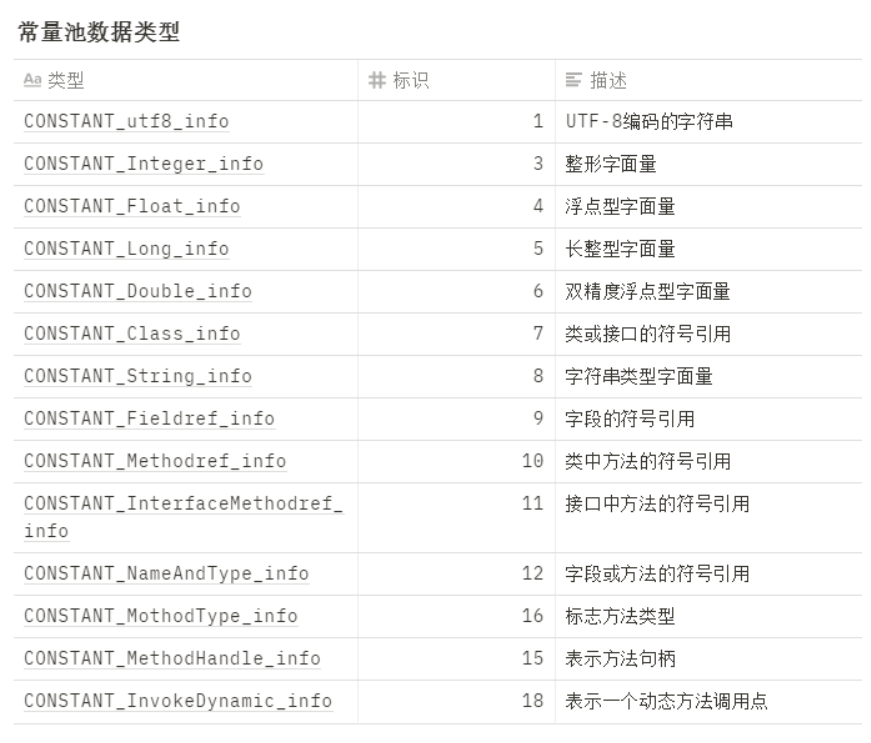 常量池数据类型
Aa 类型 # 标识 描述
CONSTANT_utf8_info 1 UTF-8编码的字符串
CONSTANT_Integer_info 3 整形字面量
CONSTANT_Float_info 4 浮点型字面量
CONSTANT_Long_info 5 长整型字面量
CONSTANT_Double_info 6 双精度浮点型字面量
CONSTANT_Class_info 7 类或接口的符号引用
CONSTANT_String_info 8 字符串类型字面量
CONSTANT_Fieldref_info 9 字段的符号引用
CONSTANT_Methodref_info 10 类中方法的符号引用
CONSTANT_InterfaceMethodref_ 11 接口中方法的符号引用
info
CONSTANT_NameAndType_info 12 字段或方法的符号引用
CONSTANT_MothodType_info 16 标志方法类型
CONSTANT_MethodHandle_info 15 表示方法句柄
CONSTANT_InvokeDynamic_info 18 表示一个动态方法调用点